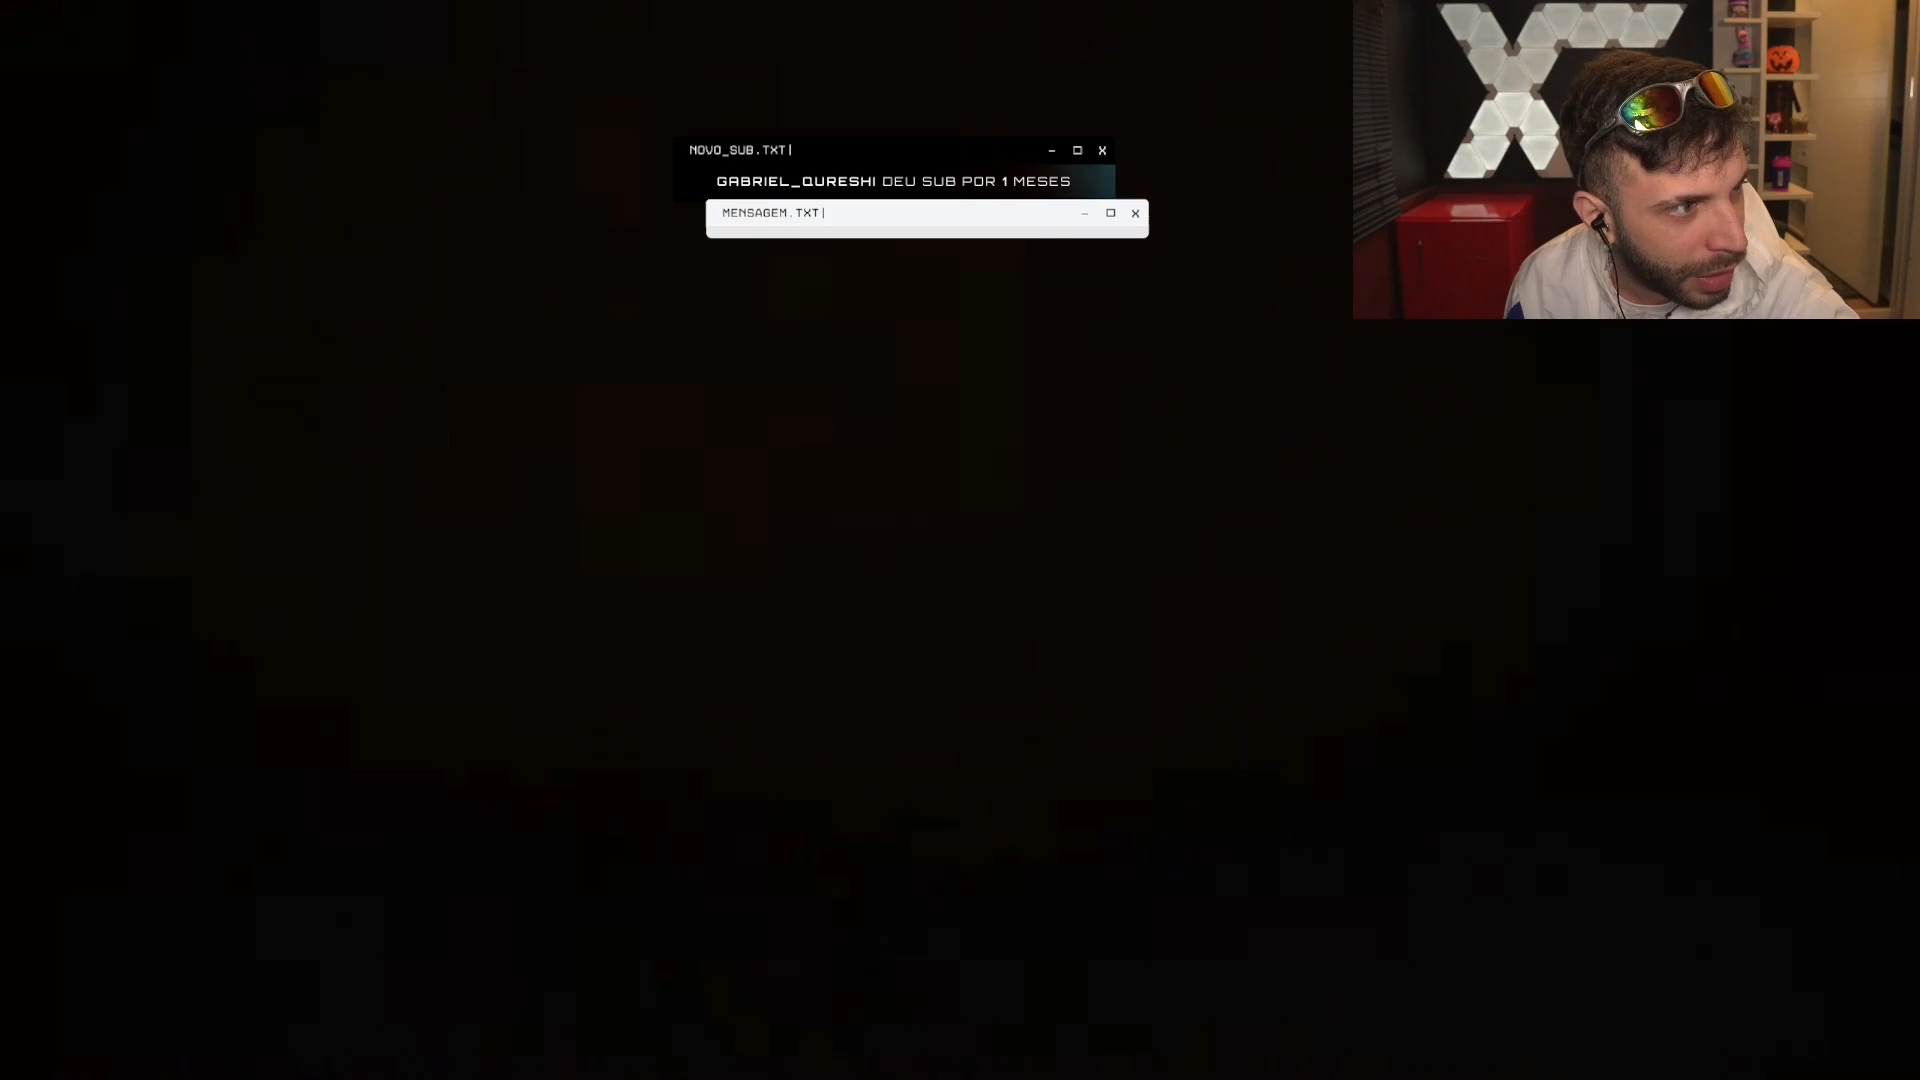 NOVO_SUB.TXT|
GABRIEL_QURESHI DEU SUB POR 1 MESES
MENSAGEM.TXT|